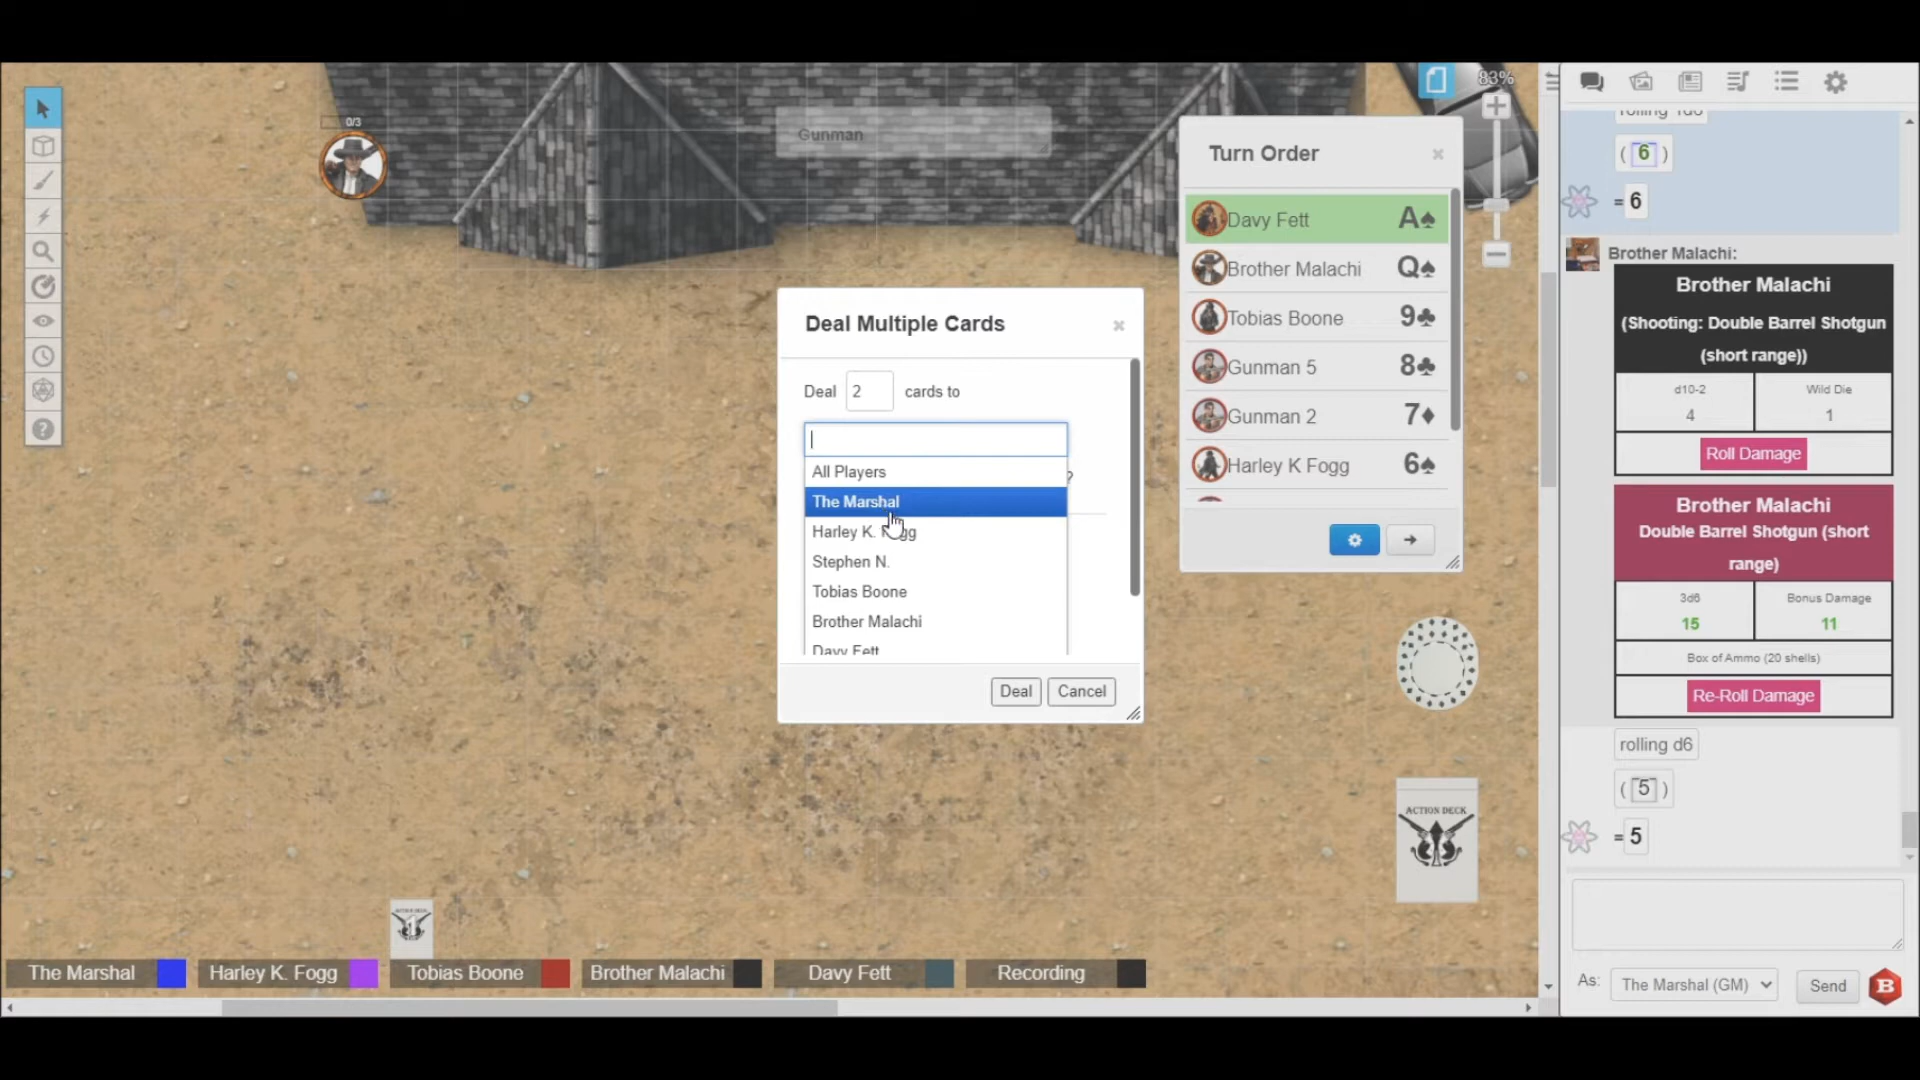 0/3
Gunman
83%
Turn Order ×
Davy Fett A♠
Brother Malachi Q♠
Tobias Boone 9♣
Gunman 5 8♣
Gunman 2 7♦
Harley K Fogg 6♠
Deal Multiple Cards ×
Deal 2 cards to
All Players
The Marshal
?
Harley K. Fogg
Stephen N.
Tobias Boone
Brother Malachi
Davy Fett
Deal Cancel
ACTION DECK
1
The Marshal
Harley K. Fogg
Tobias Boone
Brother Malachi
Davy Fett
Recording
rolling 1d6
( 6 )
= 6
Brother Malachi:
Brother Malachi
(Shooting: Double Barrel Shotgun
(short range))
d10-2 Wild Die
4 1
Roll Damage
Brother Malachi
Double Barrel Shotgun (short
range)
3d6 Bonus Damage
15 11
Box of Ammo (20 shells)
Re-Roll Damage
rolling d6
( 5 )
= 5
As: The Marshal (GM) Send B